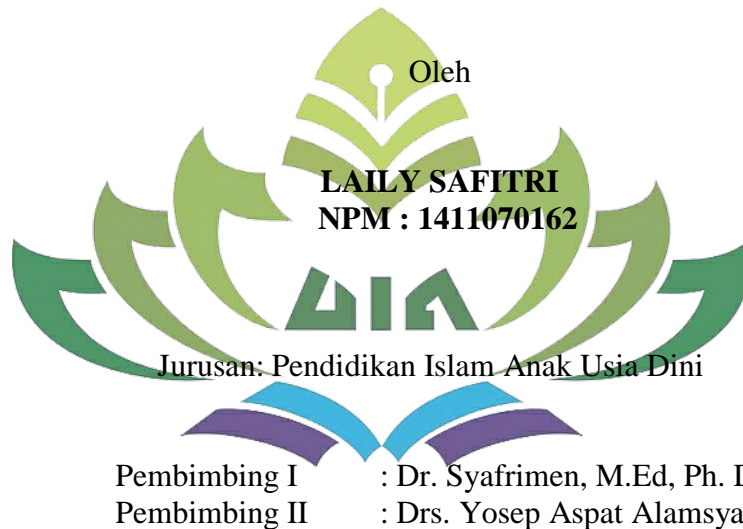 Oleh
LAILY SAFITRI
NPM : 1411070162
UIN
Jurusan: Pendidikan Islam Anak Usia Dini
Pembimbing I : Dr. Syafrimen, M.Ed, Ph.
Pembimbing II : Drs. Yosep Aspat